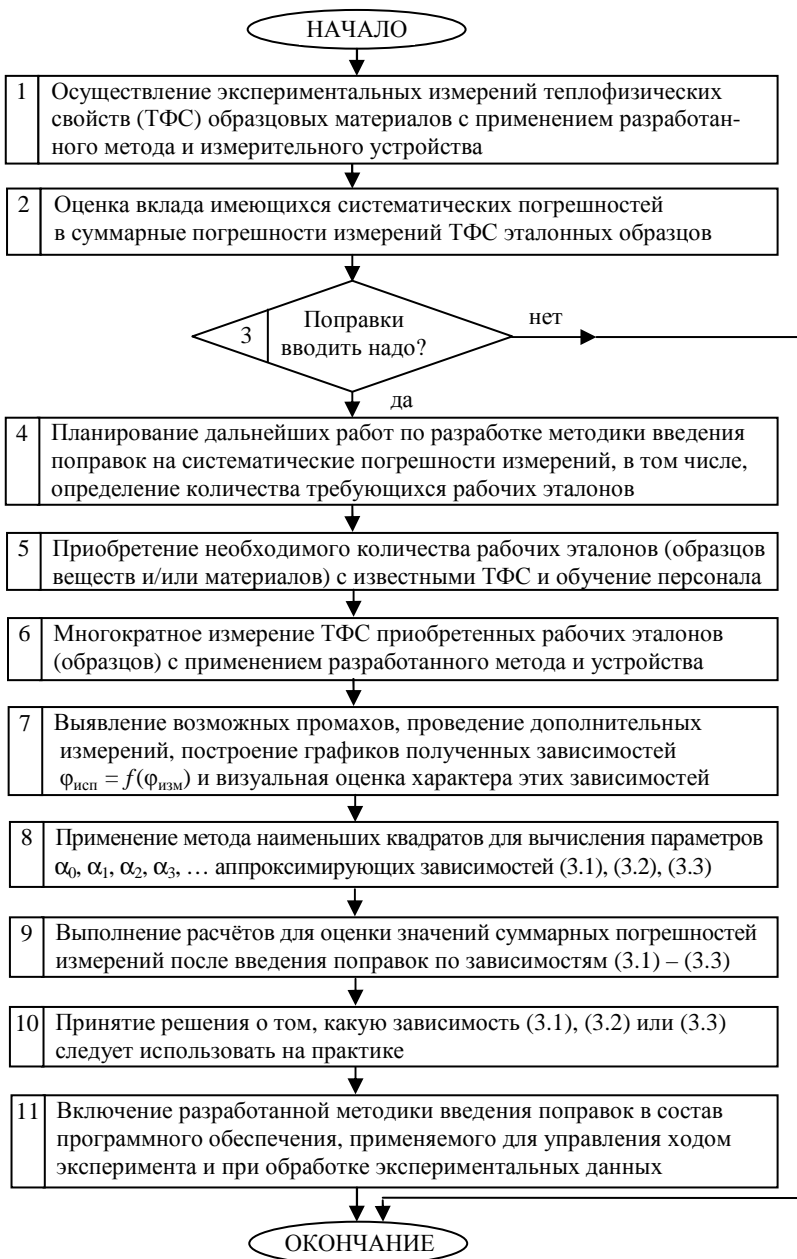 НАЧАЛО
1 Осуществление экспериментальных измерений теплофизических
свойств (ТФС) образцовых материалов с применением разработан-
ного метода и измерительного устройства
2 Оценка вклада имеющихся систематических погрешностей
в суммарные погрешности измерений ТФС эталонных образцов
3 Поправки
вводить надо?
нет
да
4 Планирование дальнейших работ по разработке методики введения
поправок на систематические погрешности измерений, в том числе,
определение количества требующихся рабочих эталонов
5 Приобретение необходимого количества рабочих эталонов (образцов
веществ и/или материалов) с известными ТФС и обучение персонала
6 Многократное измерение ТФС приобретенных рабочих эталонов
(образцов) с применением разработанного метода и устройства
7 Выявление возможных промахов, проведение дополнительных
измерений, построение графиков полученных зависимостей
φисп = f(φизм) и визуальная оценка характера этих зависимостей
8 Применение метода наименьших квадратов для вычисления параметров
α₀, α₁, α₂, α₃, … аппроксимирующих зависимостей (3.1), (3.2), (3.3)
9 Выполнение расчётов для оценки значений суммарных погрешностей
измерений после введения поправок по зависимостям (3.1) – (3.3)
10 Принятие решения о том, какую зависимость (3.1), (3.2) или (3.3)
следует использовать на практике
11 Включение разработанной методики введения поправок в состав
программного обеспечения, применяемого для управления ходом
эксперимента и при обработке экспериментальных данных
ОКОНЧАНИЕ